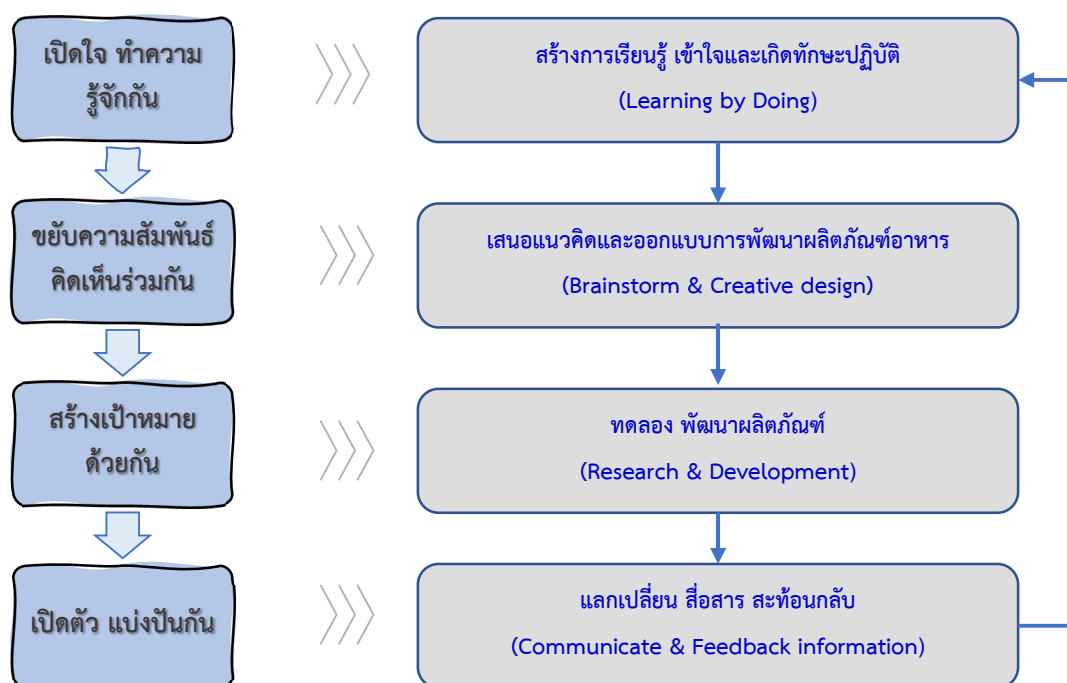 เปิดใจ ทำความ
รู้จักกัน
สร้างการเรียนรู้ เข้าใจและเกิดทักษะปฏิบัติ
(Learning by Doing)
ขยับความสัมพันธ์
คิดเห็นร่วมกัน
เสนอแนวคิดและออกแบบการพัฒนาผลิตภัณฑ์อาหาร
(Brainstorm & Creative design)
สร้างเป้าหมาย
ด้วยกัน
ทดลอง พัฒนาผลิตภัณฑ์
(Research & Development)
เปิดตัว แบ่งปันกัน
แลกเปลี่ยน สื่อสาร สะท้อนกลับ
(Communicate & Feedback information)